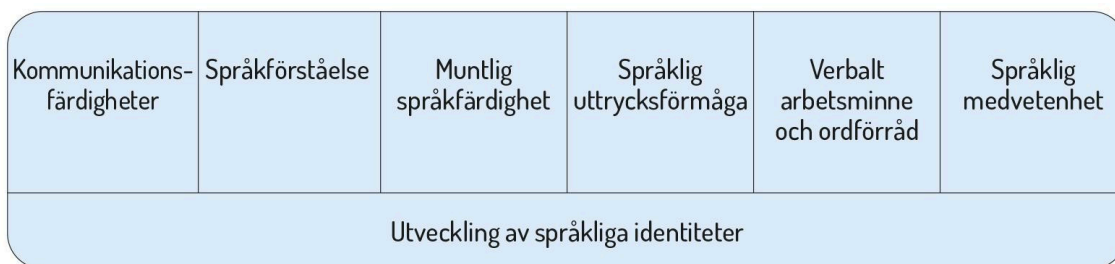 Kommunikations-
färdigheter
Språkförståelse
Muntlig
språkfärdighet
Språklig
uttrycksförmåga
Verbalt
arbetsminne
och ordförråd
Språklig
medvetenhet
Utveckling av språkliga identiteter